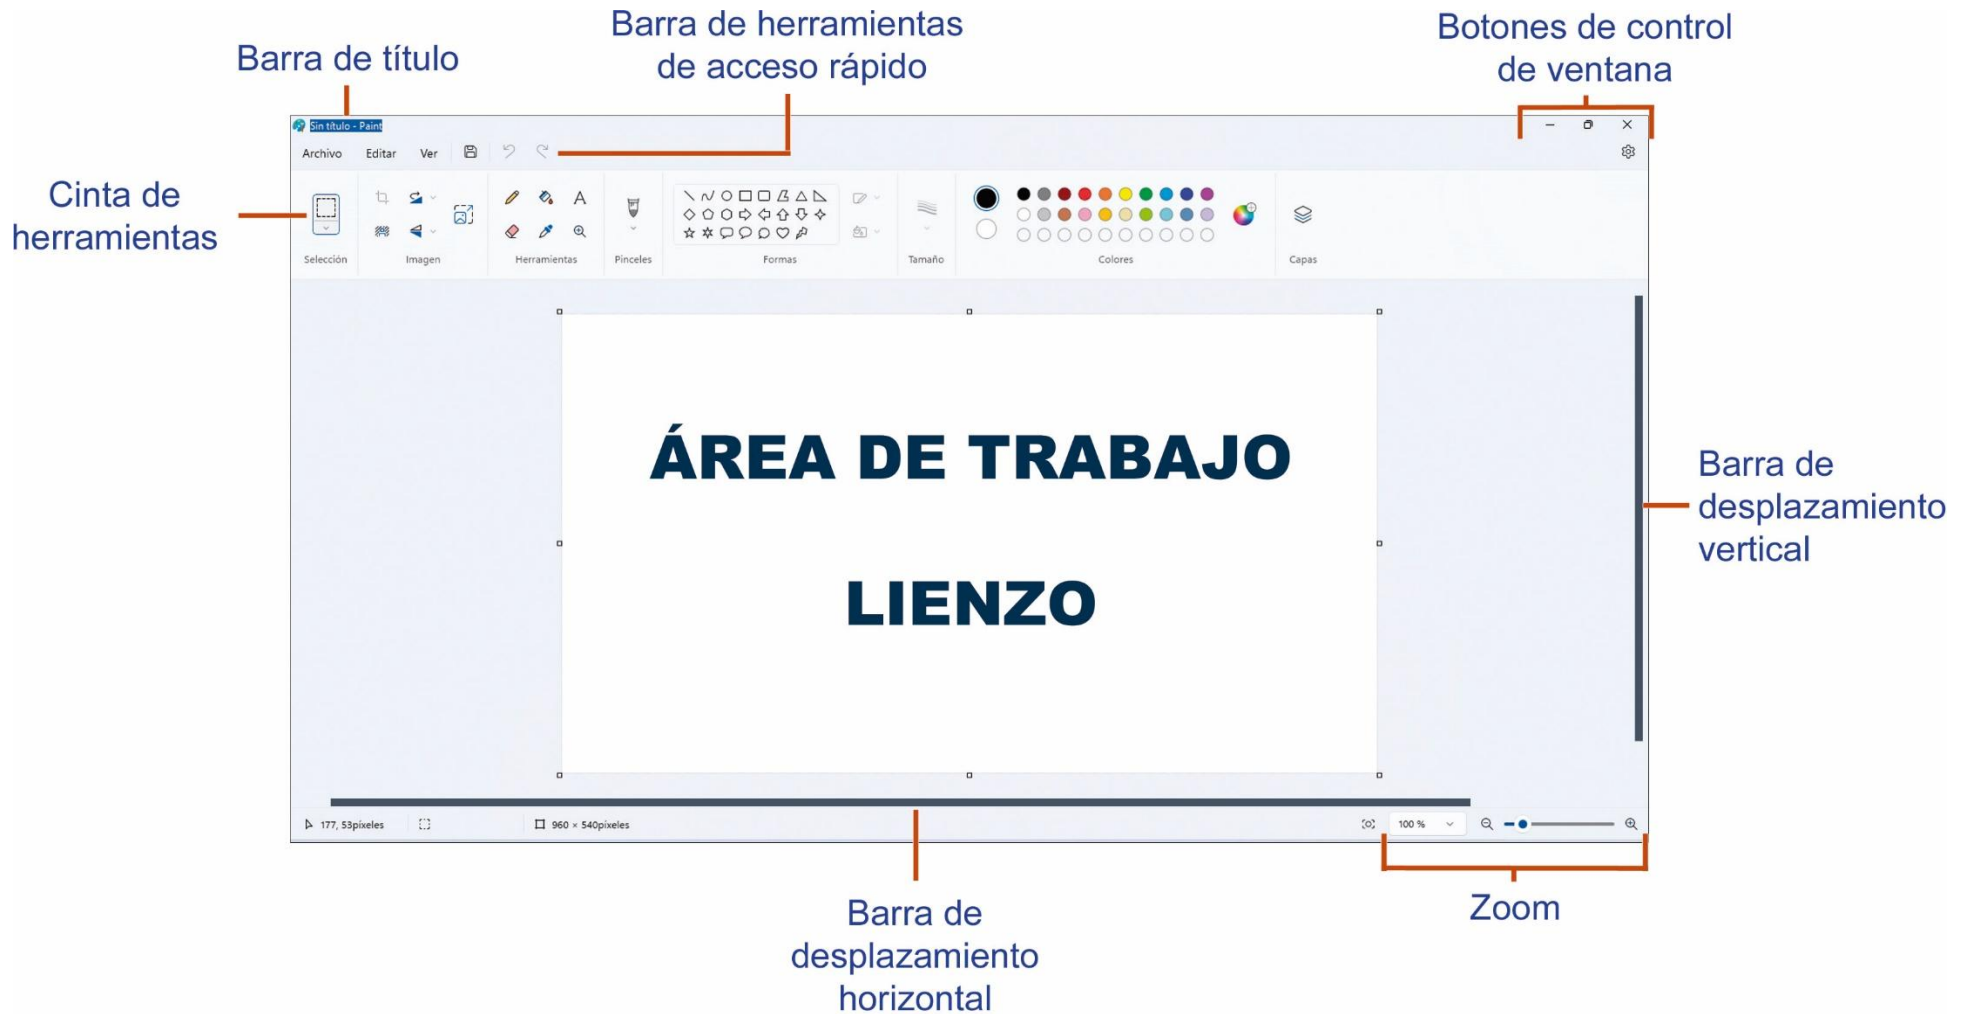 Barra de herramientas
de acceso rápido
Botones de control
de ventana
Barra de título
Sin título - Paint
Archivo Editar Ver
Cinta de
herramientas
Selección Imagen Herramientas Pinceles Formas Tamaño Colores Capas
ÁREA DE TRABAJO
LIENZO
Barra de
desplazamiento
vertical
177, 53píxeles 960 × 540píxeles 100 %
Barra de
desplazamiento
horizontal
Zoom